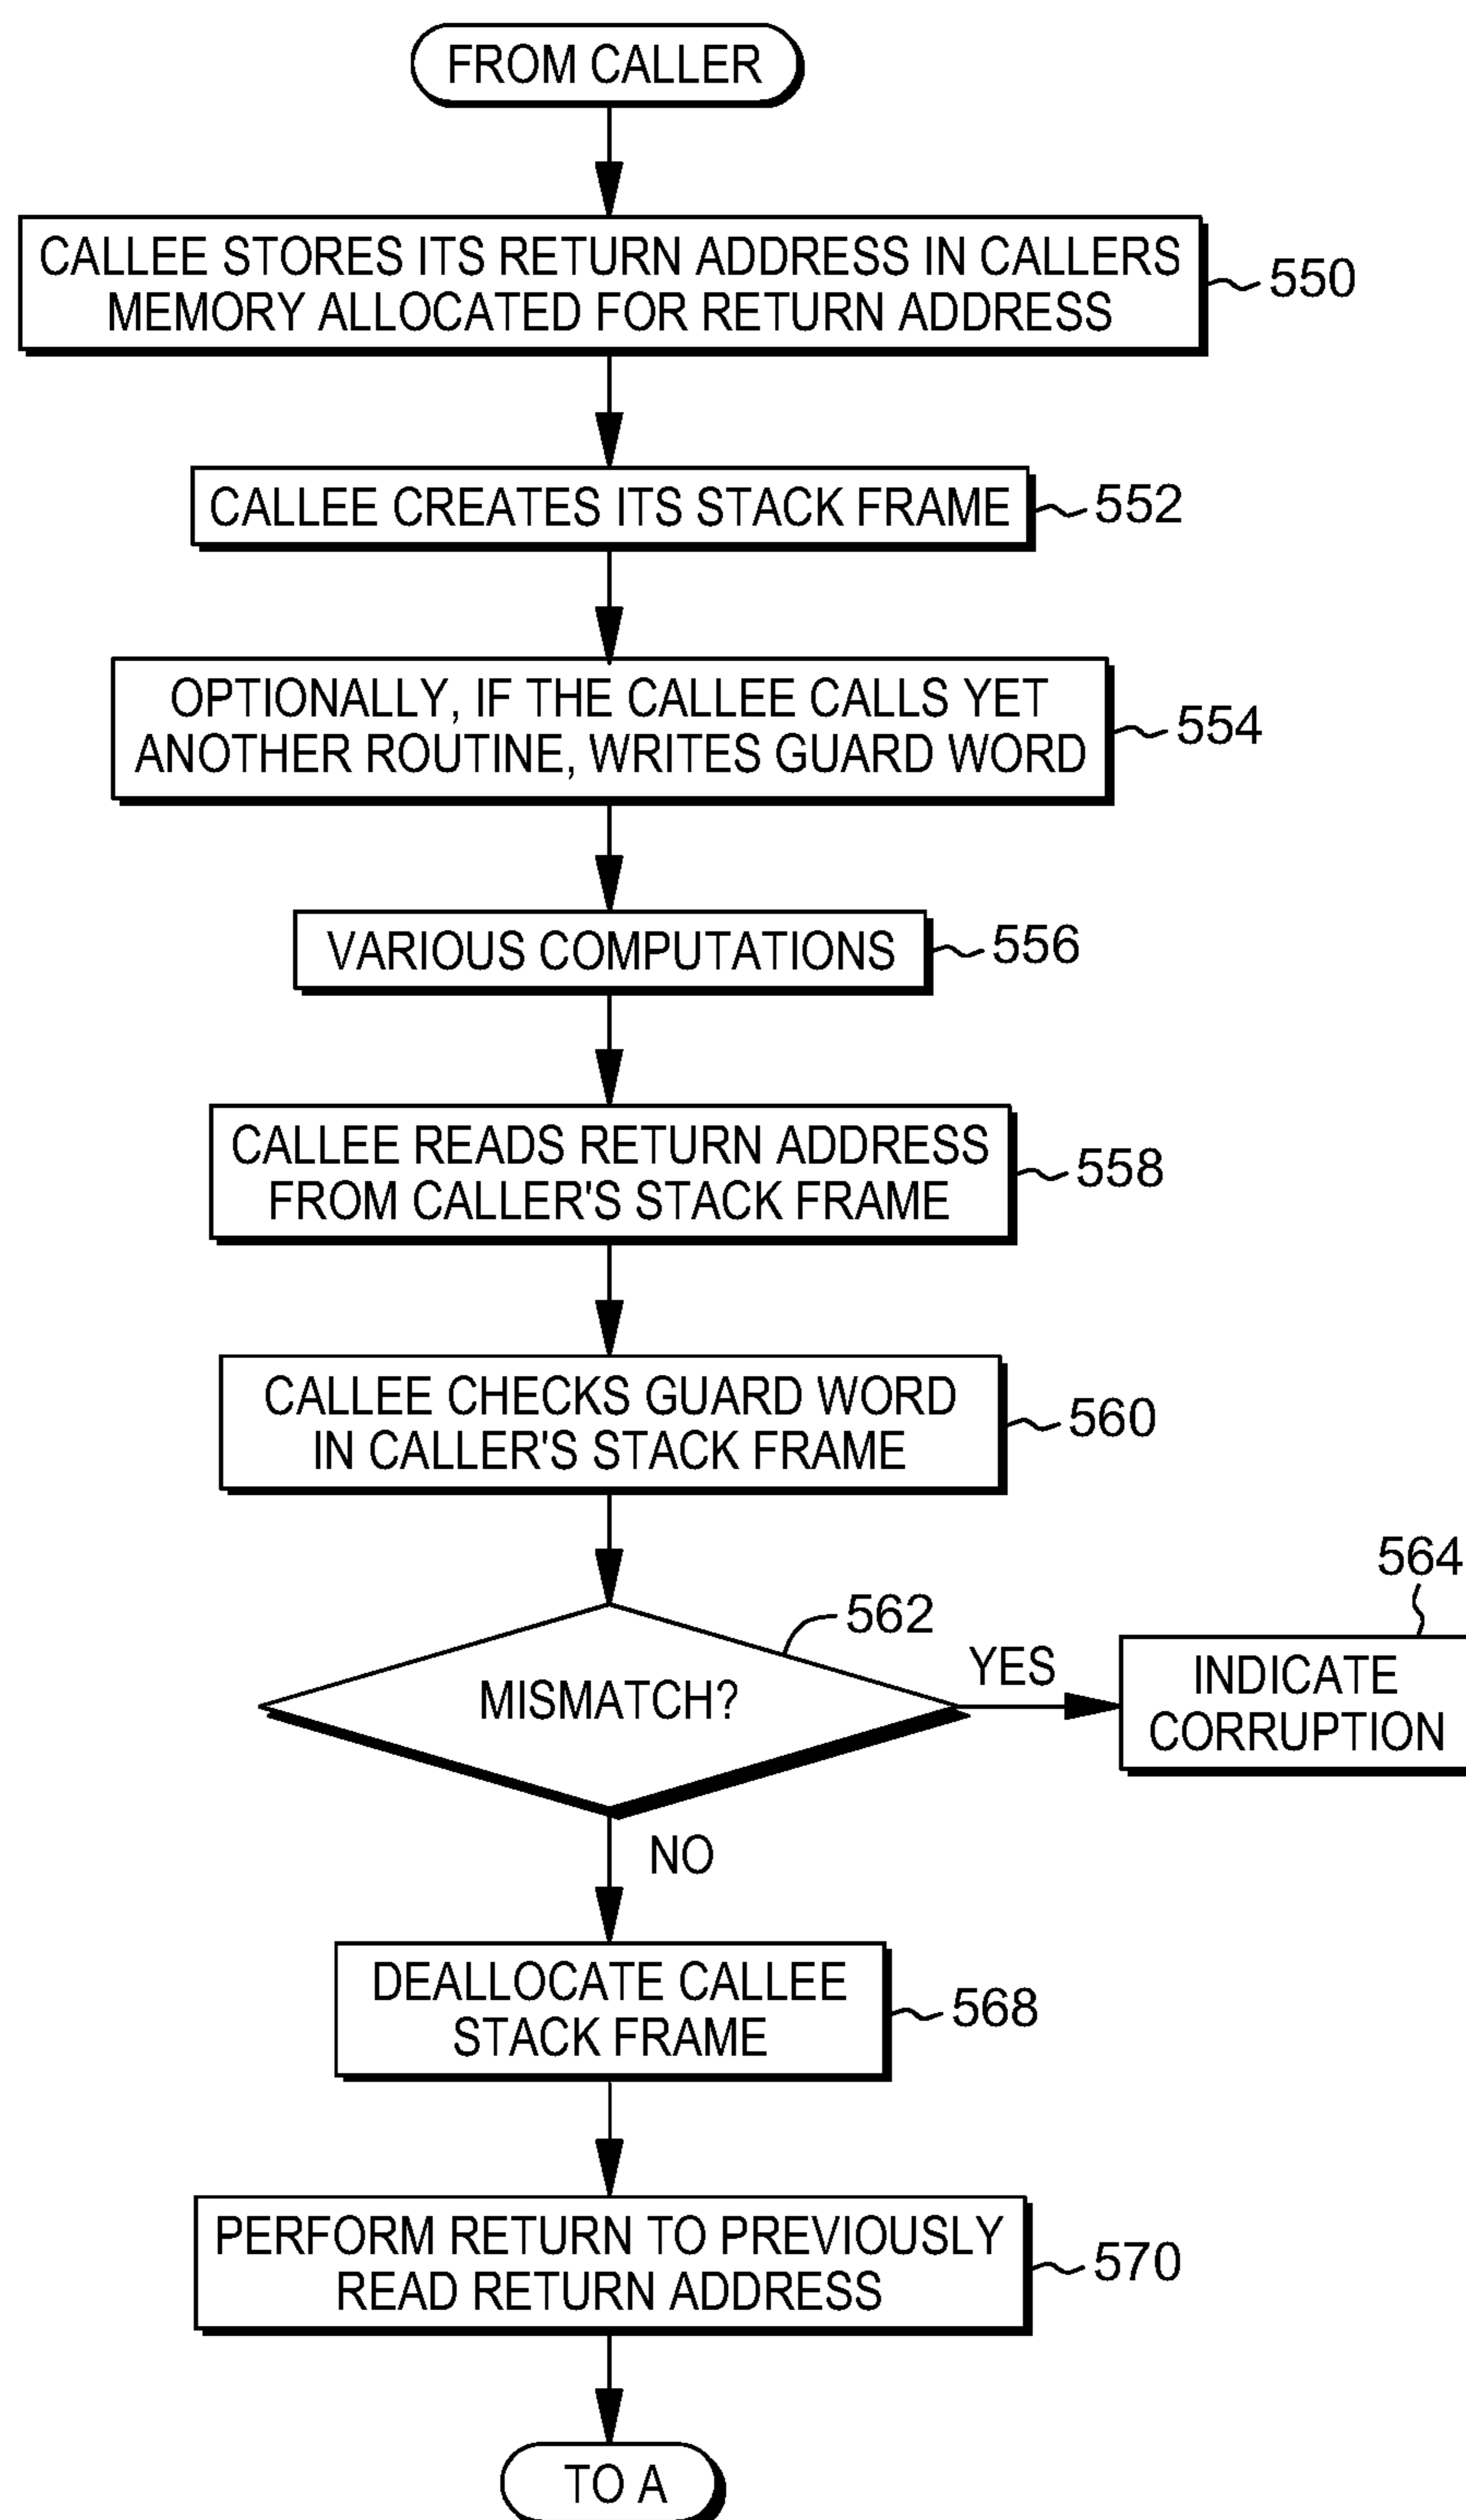 FROM CALLER
CALLEE STORES ITS RETURN ADDRESS IN CALLERS
MEMORY ALLOCATED FOR RETURN ADDRESS
550
CALLEE CREATES ITS STACK FRAME
552
OPTIONALLY, IF THE CALLEE CALLS YET
ANOTHER ROUTINE, WRITES GUARD WORD
554
VARIOUS COMPUTATIONS
556
CALLEE READS RETURN ADDRESS
FROM CALLER'S STACK FRAME
558
CALLEE CHECKS GUARD WORD
IN CALLER'S STACK FRAME
560
MISMATCH?
562
YES
564
INDICATE
CORRUPTION
NO
DEALLOCATE CALLEE
STACK FRAME
568
PERFORM RETURN TO PREVIOUSLY
READ RETURN ADDRESS
570
TO A